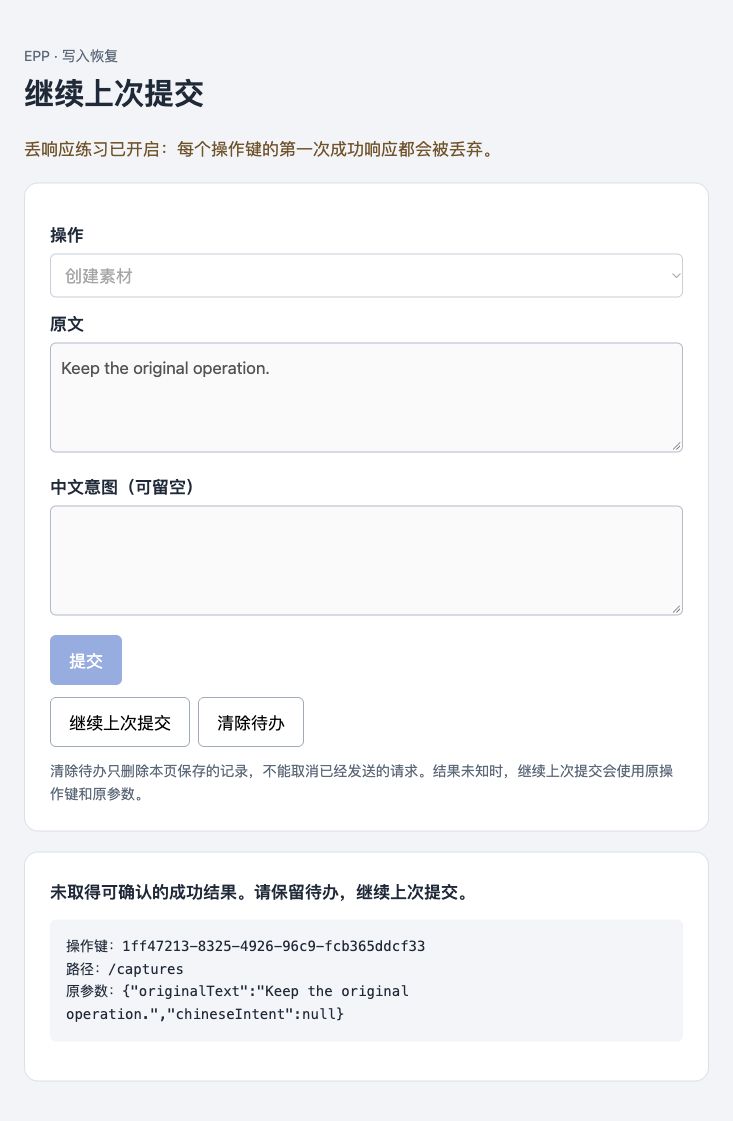 EPP · 写入恢复
继续上次提交
丢响应练习已开启：每个操作键的第一次成功响应都会被丢弃。
操作
创建素材
原文
Keep the original operation.
中文意图（可留空）
提交
继续上次提交
清除待办
清除待办只删除本页保存的记录，不能取消已经发送的请求。结果未知时，继续上次提交会使用原操
作键和原参数。
未取得可确认的成功结果。请保留待办，继续上次提交。
操作键：1ff47213-8325-4926-96c9-fcb365ddcf33
路径：/captures
原参数：{"originalText":"Keep the original
operation.","chineseIntent":null}